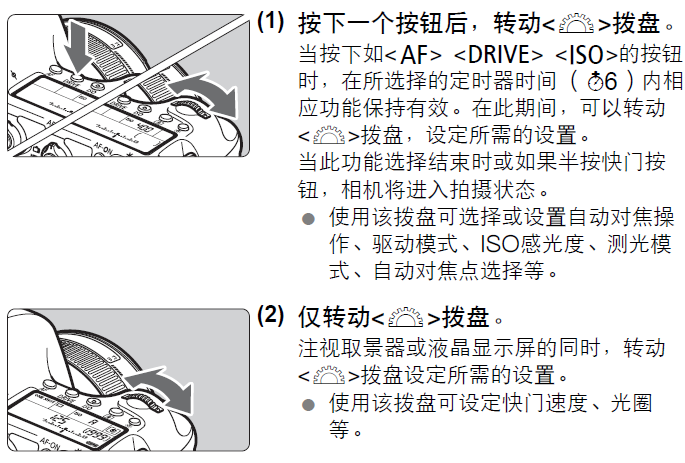 (1) 按下一个按钮后，转动< >拨盘。
当按下如<AF> <DRIVE> <ISO>的按钮
时，在所选择的定时器时间（ 6 ）内相
应功能保持有效。在此期间，可以转动
< >拨盘，设定所需的设置。
当此功能选择结束时或如果半按快门按
钮，相机将进入拍摄状态。
● 使用该拨盘可选择或设置自动对焦操
作、驱动模式、ISO感光度、测光模
式、自动对焦点选择等。
(2) 仅转动< >拨盘。
注视取景器或液晶显示屏的同时，转动
< >拨盘设定所需的设置。
● 使用该拨盘可设定快门速度、光圈
等。
AF-ON
AF-ON